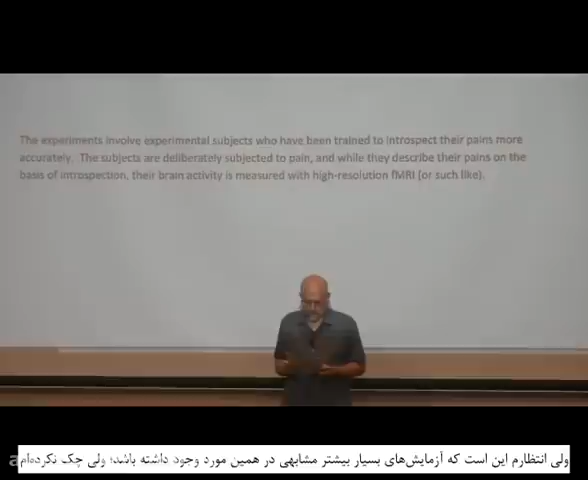 The experiments involve experimental subjects who have been trained to introspect their pains more
accurately. The subjects are deliberately subjected to pain, and while they describe their pains on the
basis of introspection, their brain activity is measured with high-resolution fMRI (or such like).
ولی انتظارم این است که آزمایش‌های بسیار بیشتر مشابهی در همین مورد وجود داشته باشد؛ ولی چک نکرده‌ام